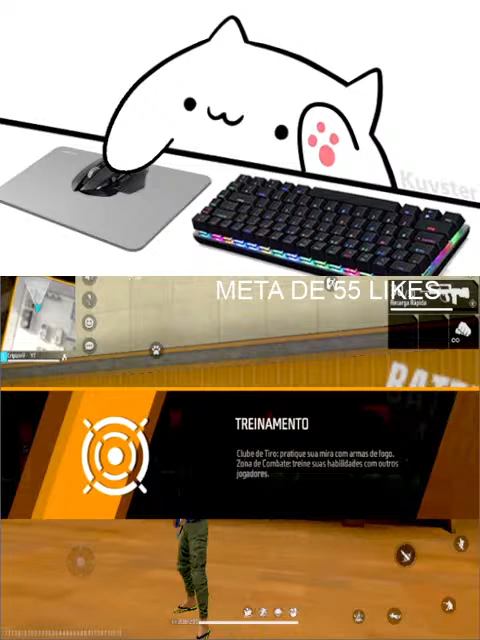 Kuvster
META DE 55 LIKES
Recarga Rápida
TREINAMENTO
Clube de Tiro: pratique sua mira com armas de fogo.
Zona de Combate: treine suas habilidades com outros
jogadores.